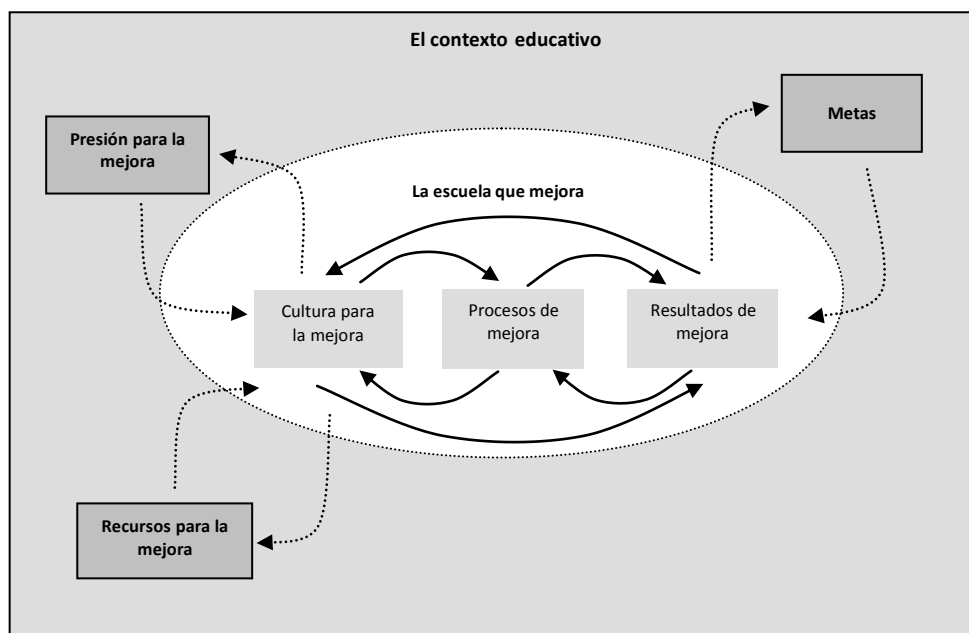 El contexto educativo
Metas
Presión para la
mejora
La escuela que mejora
Cultura para
la mejora
Procesos de
mejora
Resultados de
mejora
Recursos para la
mejora